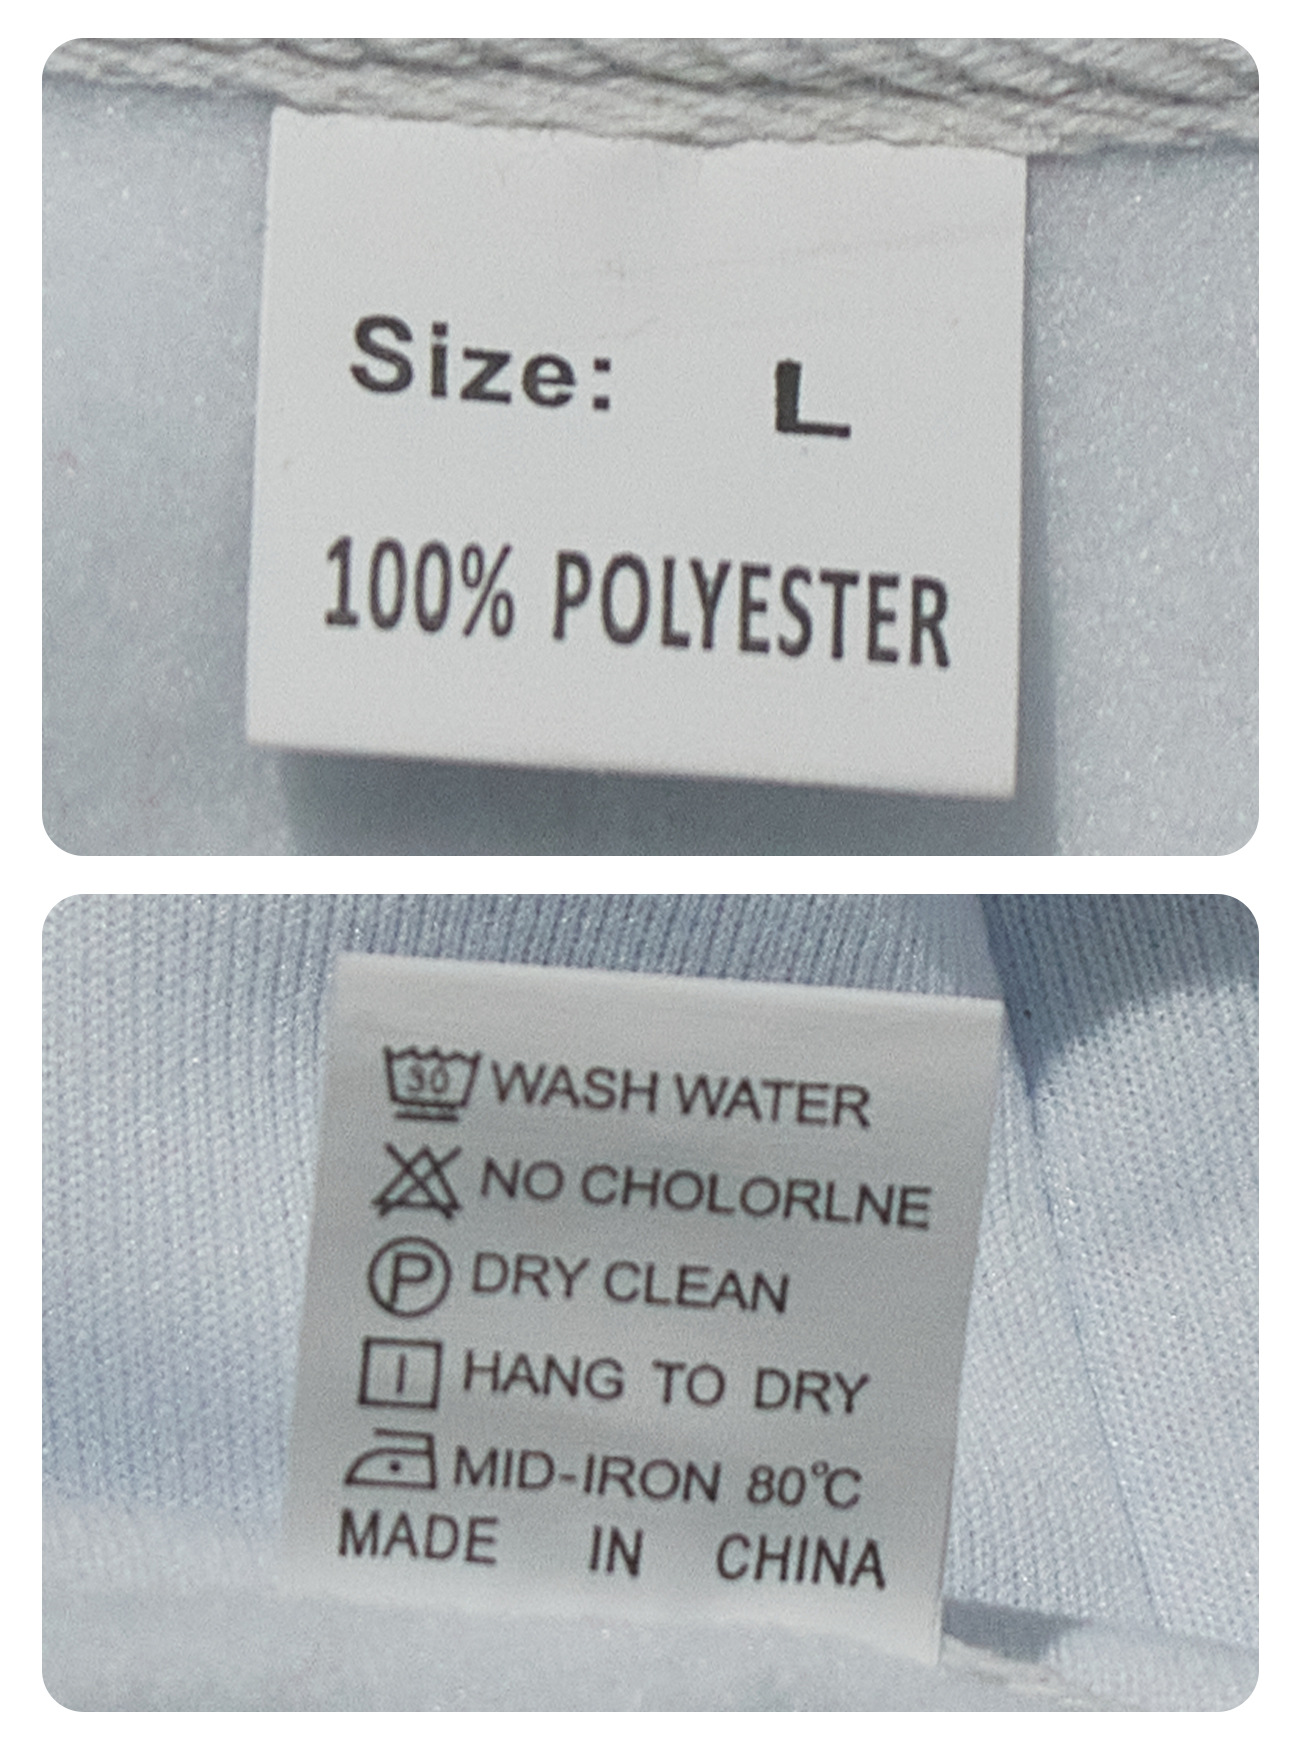 Size: L
100% POLYESTER
30 WASH WATER
NO CHOLORLNE
P DRY CLEAN
HANG TO DRY
MID-IRON 80°C
MADE IN CHINA